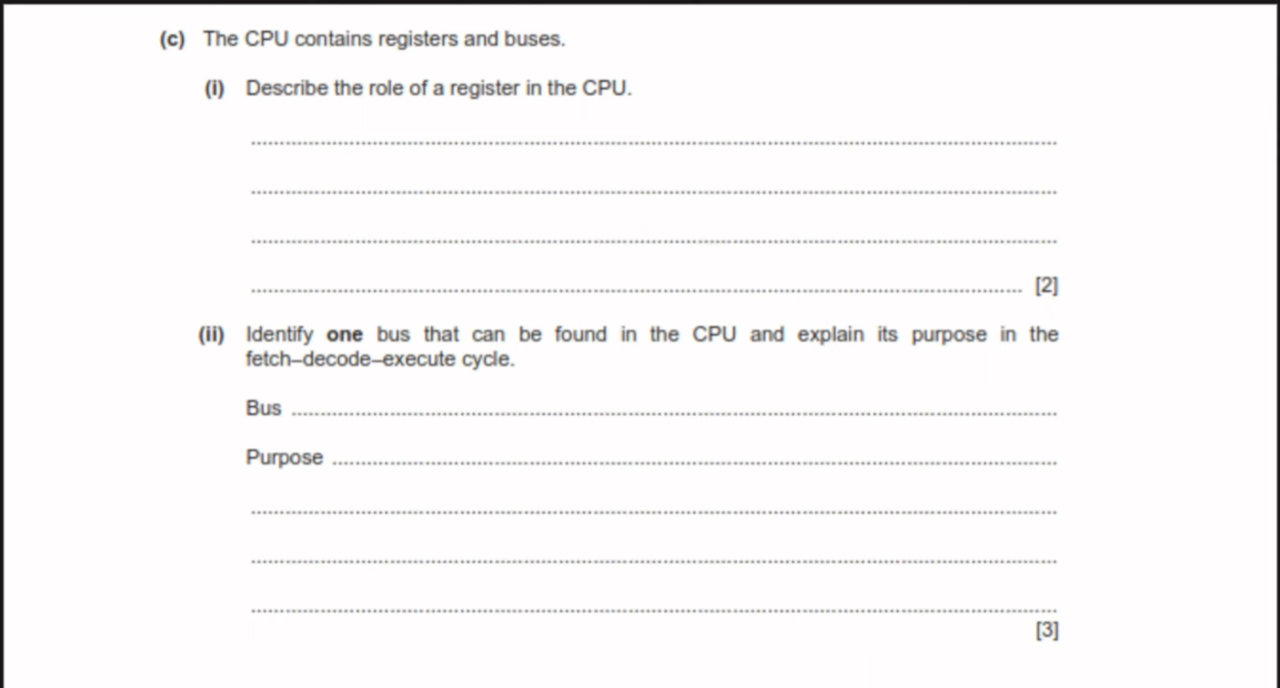 (c) The CPU contains registers and buses.
(i) Describe the role of a register in the CPU.
[2]
(ii) Identify one bus that can be found in the CPU and explain its purpose in the
fetch–decode–execute cycle.
Bus
Purpose
[3]